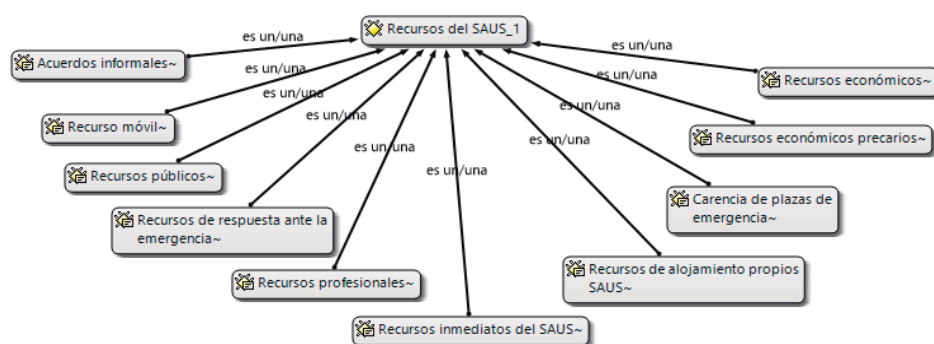 Recursos del SAUS_1
es un/una
es un/una
es un/una
es un/una
es un/una
es un/una
es un/una
es un/una
es un/una
es un/una
Acuerdos informales~
Recursos económicos~
Recurso móvil~
Recursos económicos precarios~
Recursos públicos~
Carencia de plazas de
emergencia~
Recursos de respuesta ante la
emergencia~
Recursos de alojamiento propios
SAUS~
Recursos profesionales~
Recursos inmediatos del SAUS~